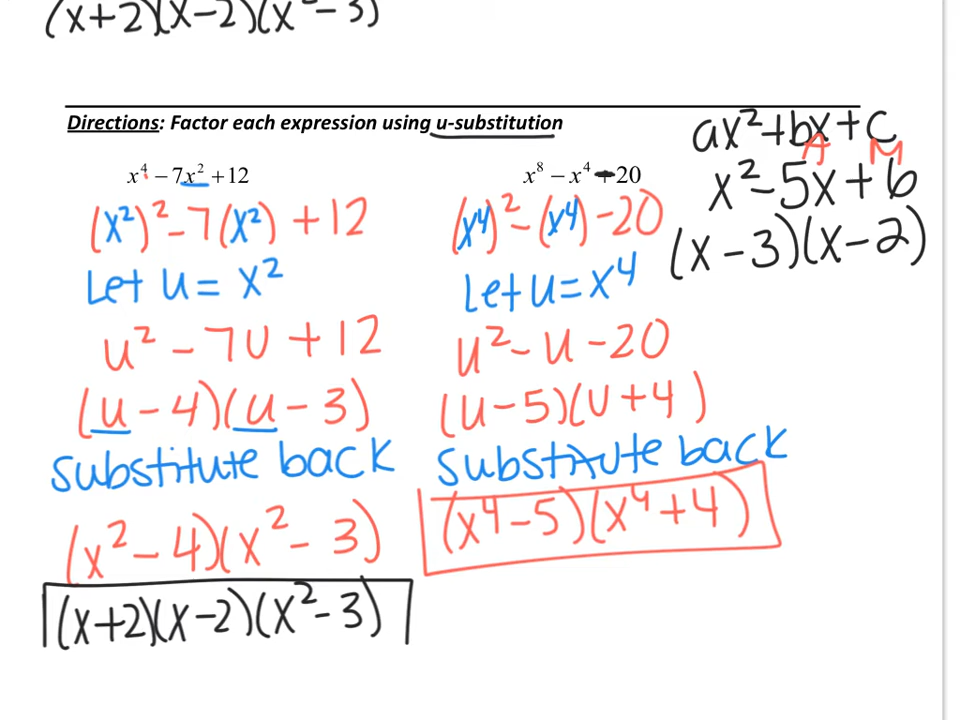 (x+2)(x-2)(x²-3)
Directions: Factor each expression using u-substitution
x⁴ − 7x² + 12
(x²)² - 7(x²) + 12
Let u = x²
u² - 7u + 12
(u - 4)(u - 3)
substitute back
(x² - 4)(x² - 3)
(x+2)(x-2)(x²-3)
x⁸ − x⁴ − 20
(x⁴)² - (x⁴) - 20
Let u = x⁴
u² - u - 20
(u - 5)(u + 4)
substitute back
(x⁴ - 5)(x⁴ + 4)
ax² + bx + c
A M
x² - 5x + 6
(x - 3)(x - 2)